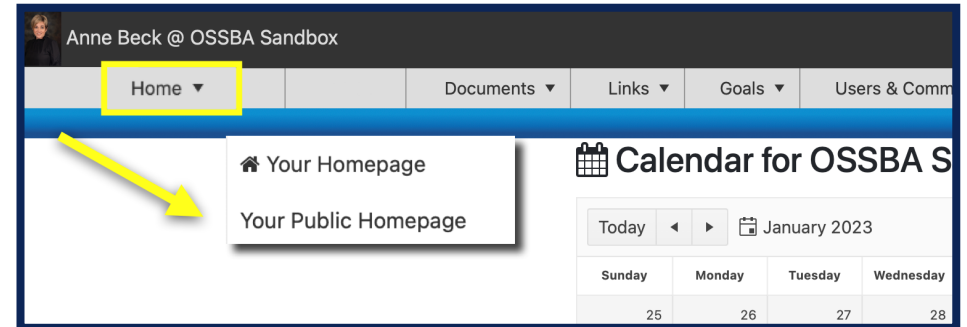 Anne Beck @ OSSBA Sandbox
Home ▼ Documents ▼ Links ▼ Goals ▼ Users & Comm
Your Homepage
Your Public Homepage
Calendar for OSSBA S
Today ◀ ▶ January 2023
Sunday Monday Tuesday Wednesday
25 26 27 28